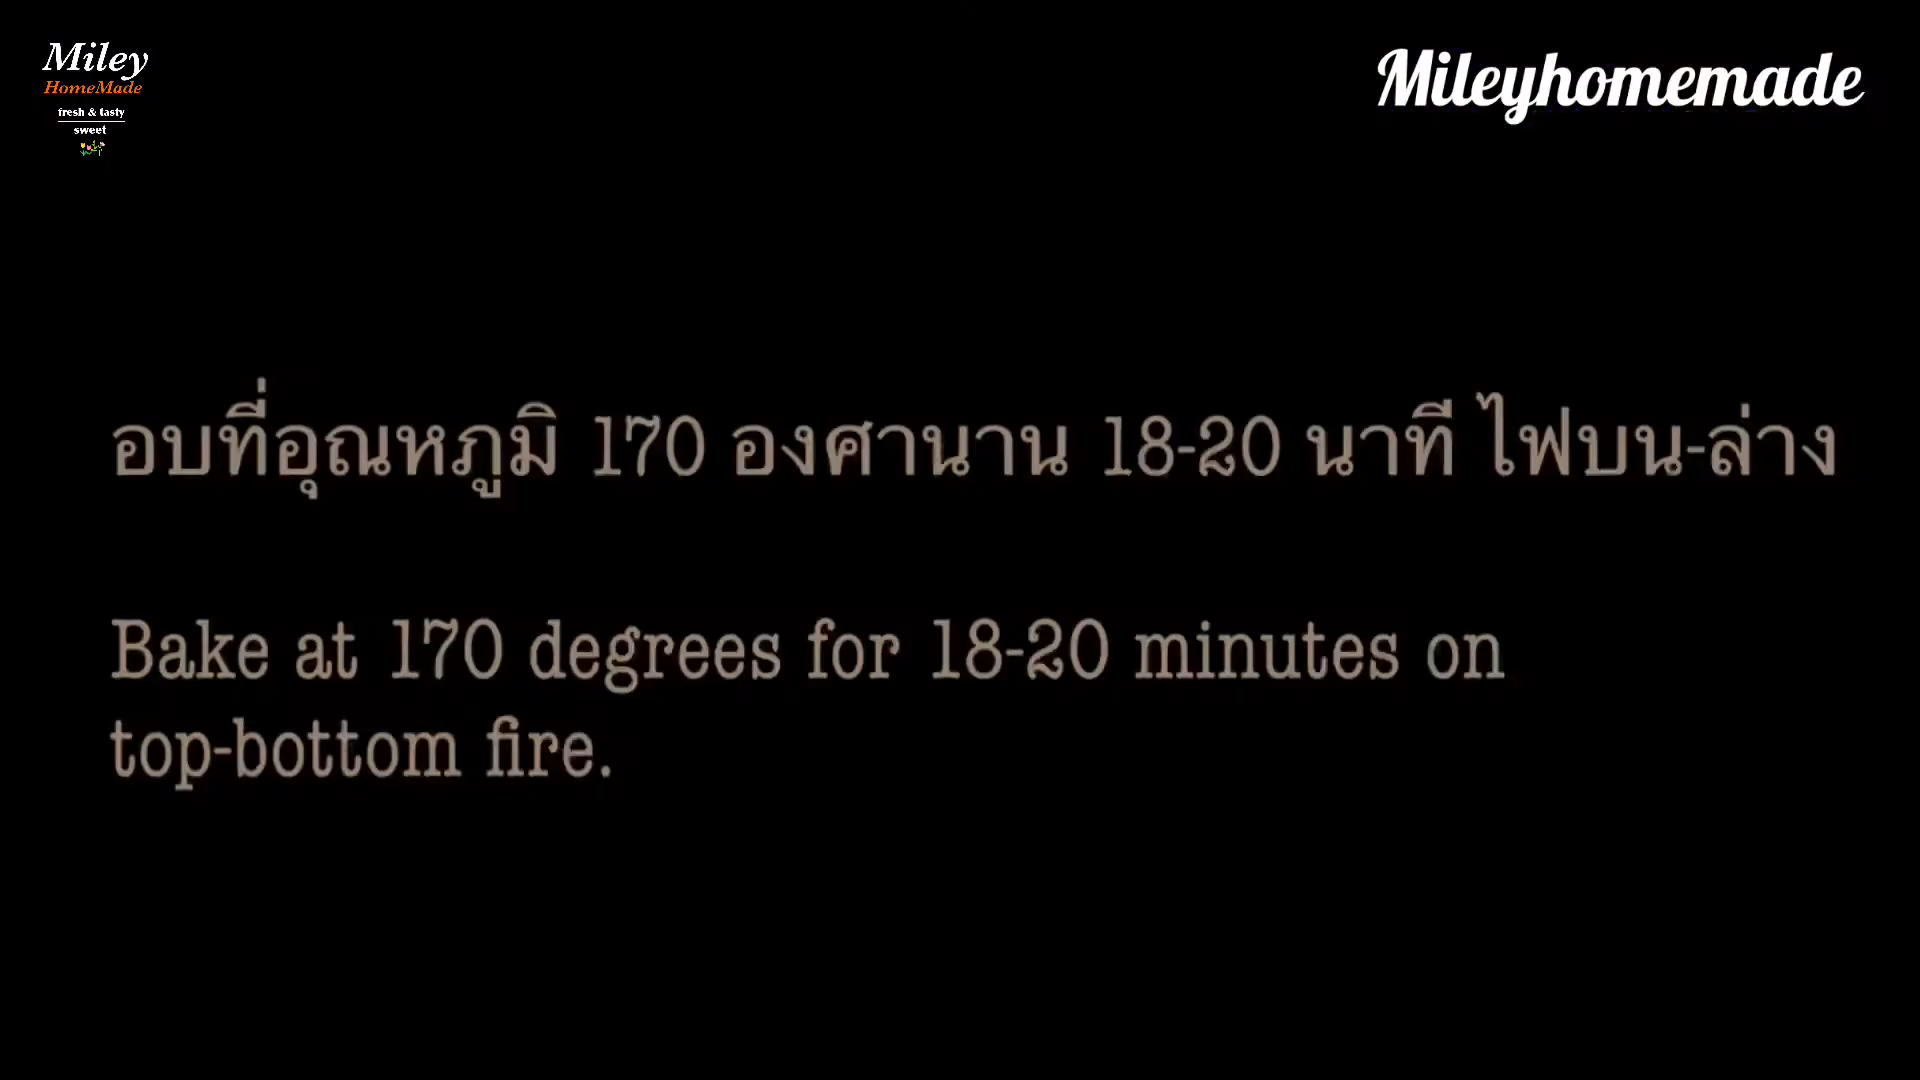 Miley
HomeMade
fresh & tasty
sweet
Mileyhomemade
อบที่อุณหภูมิ 170 องศานาน 18-20 นาที ไฟบน-ล่าง
Bake at 170 degrees for 18-20 minutes on
top-bottom fire.